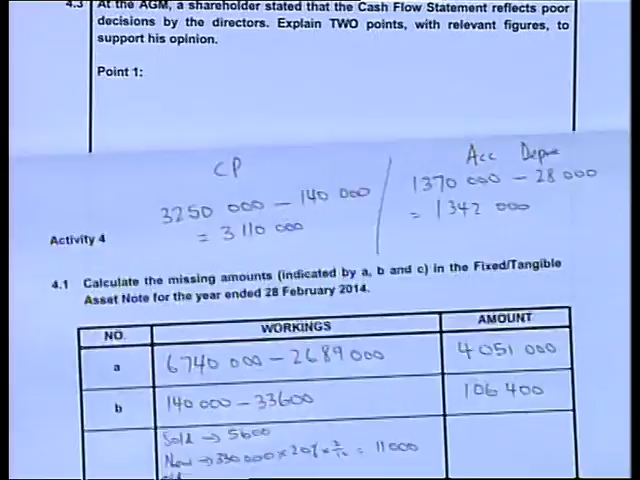 4.3 At the AGM, a shareholder stated that the Cash Flow Statement reflects poor
decisions by the directors. Explain TWO points, with relevant figures, to
support his opinion.
Point 1:
CP
3250 000 - 140 000
= 3 110 000
Acc Depre
1370 000 - 28 000
= 1342 000
Activity 4
4.1 Calculate the missing amounts (indicated by a, b and c) in the Fixed/Tangible
Asset Note for the year ended 28 February 2014.
NO. WORKINGS AMOUNT
a 6740 000 - 2689 000 4 051 000
b 140 000 - 33600 106 400
Sold → 5600
New → 330 000 × 20% × = 11 000